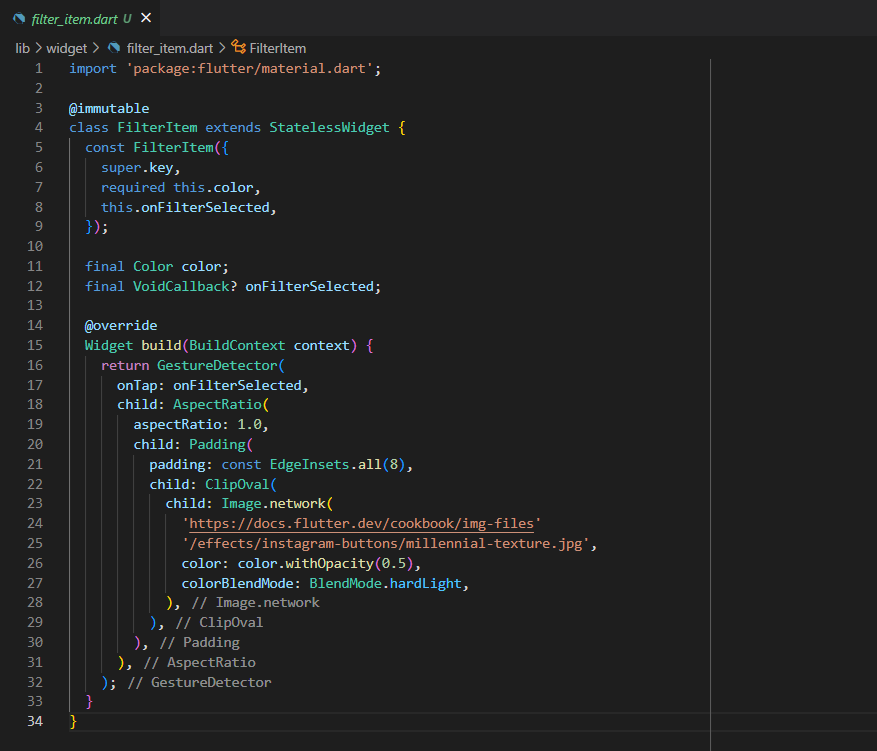 filter_item.dart U ✕
lib > widget > filter_item.dart > FilterItem
1 import 'package:flutter/material.dart';
2
3 @immutable
4 class FilterItem extends StatelessWidget {
5   const FilterItem({
6     super.key,
7     required this.color,
8     this.onFilterSelected,
9   });
10
11   final Color color;
12   final VoidCallback? onFilterSelected;
13
14   @override
15   Widget build(BuildContext context) {
16     return GestureDetector(
17       onTap: onFilterSelected,
18       child: AspectRatio(
19         aspectRatio: 1.0,
20         child: Padding(
21           padding: const EdgeInsets.all(8),
22           child: ClipOval(
23             child: Image.network(
24               'https://docs.flutter.dev/cookbook/img-files'
25               '/effects/instagram-buttons/millennial-texture.jpg',
26               color: color.withOpacity(0.5),
27               colorBlendMode: BlendMode.hardLight,
28             ), // Image.network
29           ), // ClipOval
30         ), // Padding
31       ), // AspectRatio
32     ); // GestureDetector
33   }
34 }